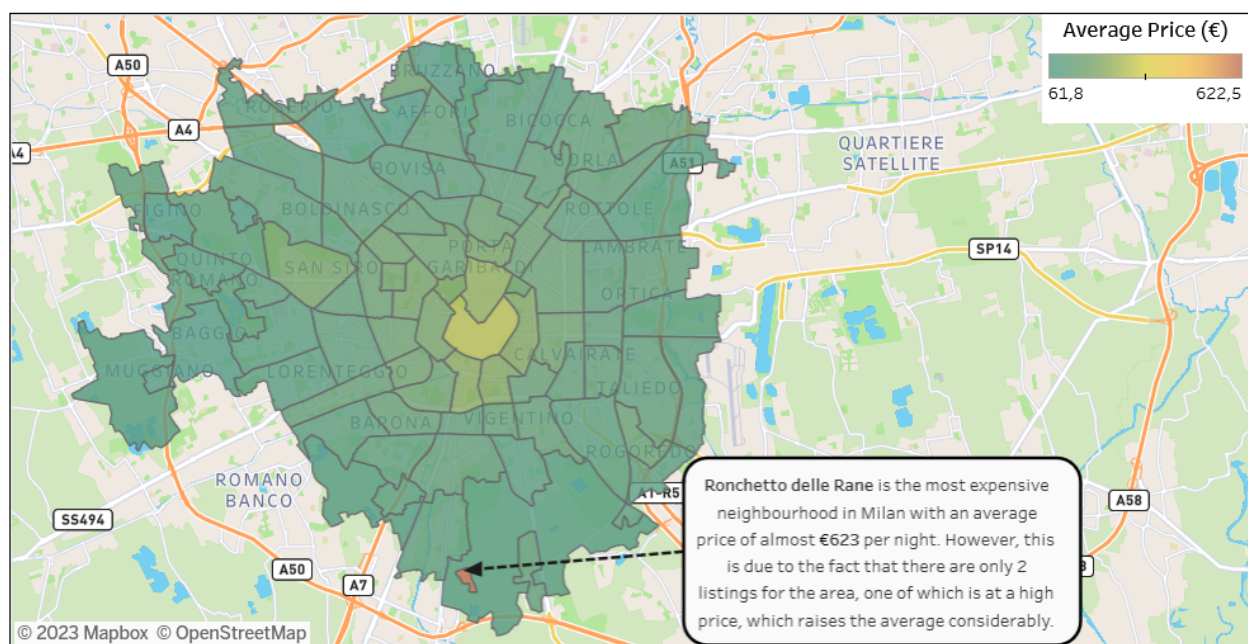 Average Price (€)
61,8
622,5
A50
A4
A4
BRUZZANO
AFFORI
BICOCCA
QUARTIERE
SATELLITE
BOVISA
GORLA
A51
FIGINO
BOLDINASCO
ROTTOLE
PORTA
GARIBALDI
LAMBRATE
SP14
QUINTO
ROMANO
SAN SIRO
ORTICA
BAGGIO
CALVAIRATE
MUGGIANO
LORENTEGGIO
TALIEDO
BARONA
VIGENTINO
ROGOREDO
ROMANO
BANCO
SS494
A50
A7
A58
Ronchetto delle Rane is the most expensive
neighbourhood in Milan with an average
price of almost €623 per night. However, this
is due to the fact that there are only 2
listings for the area, one of which is at a high
price, which raises the average considerably.
© 2023 Mapbox © OpenStreetMap